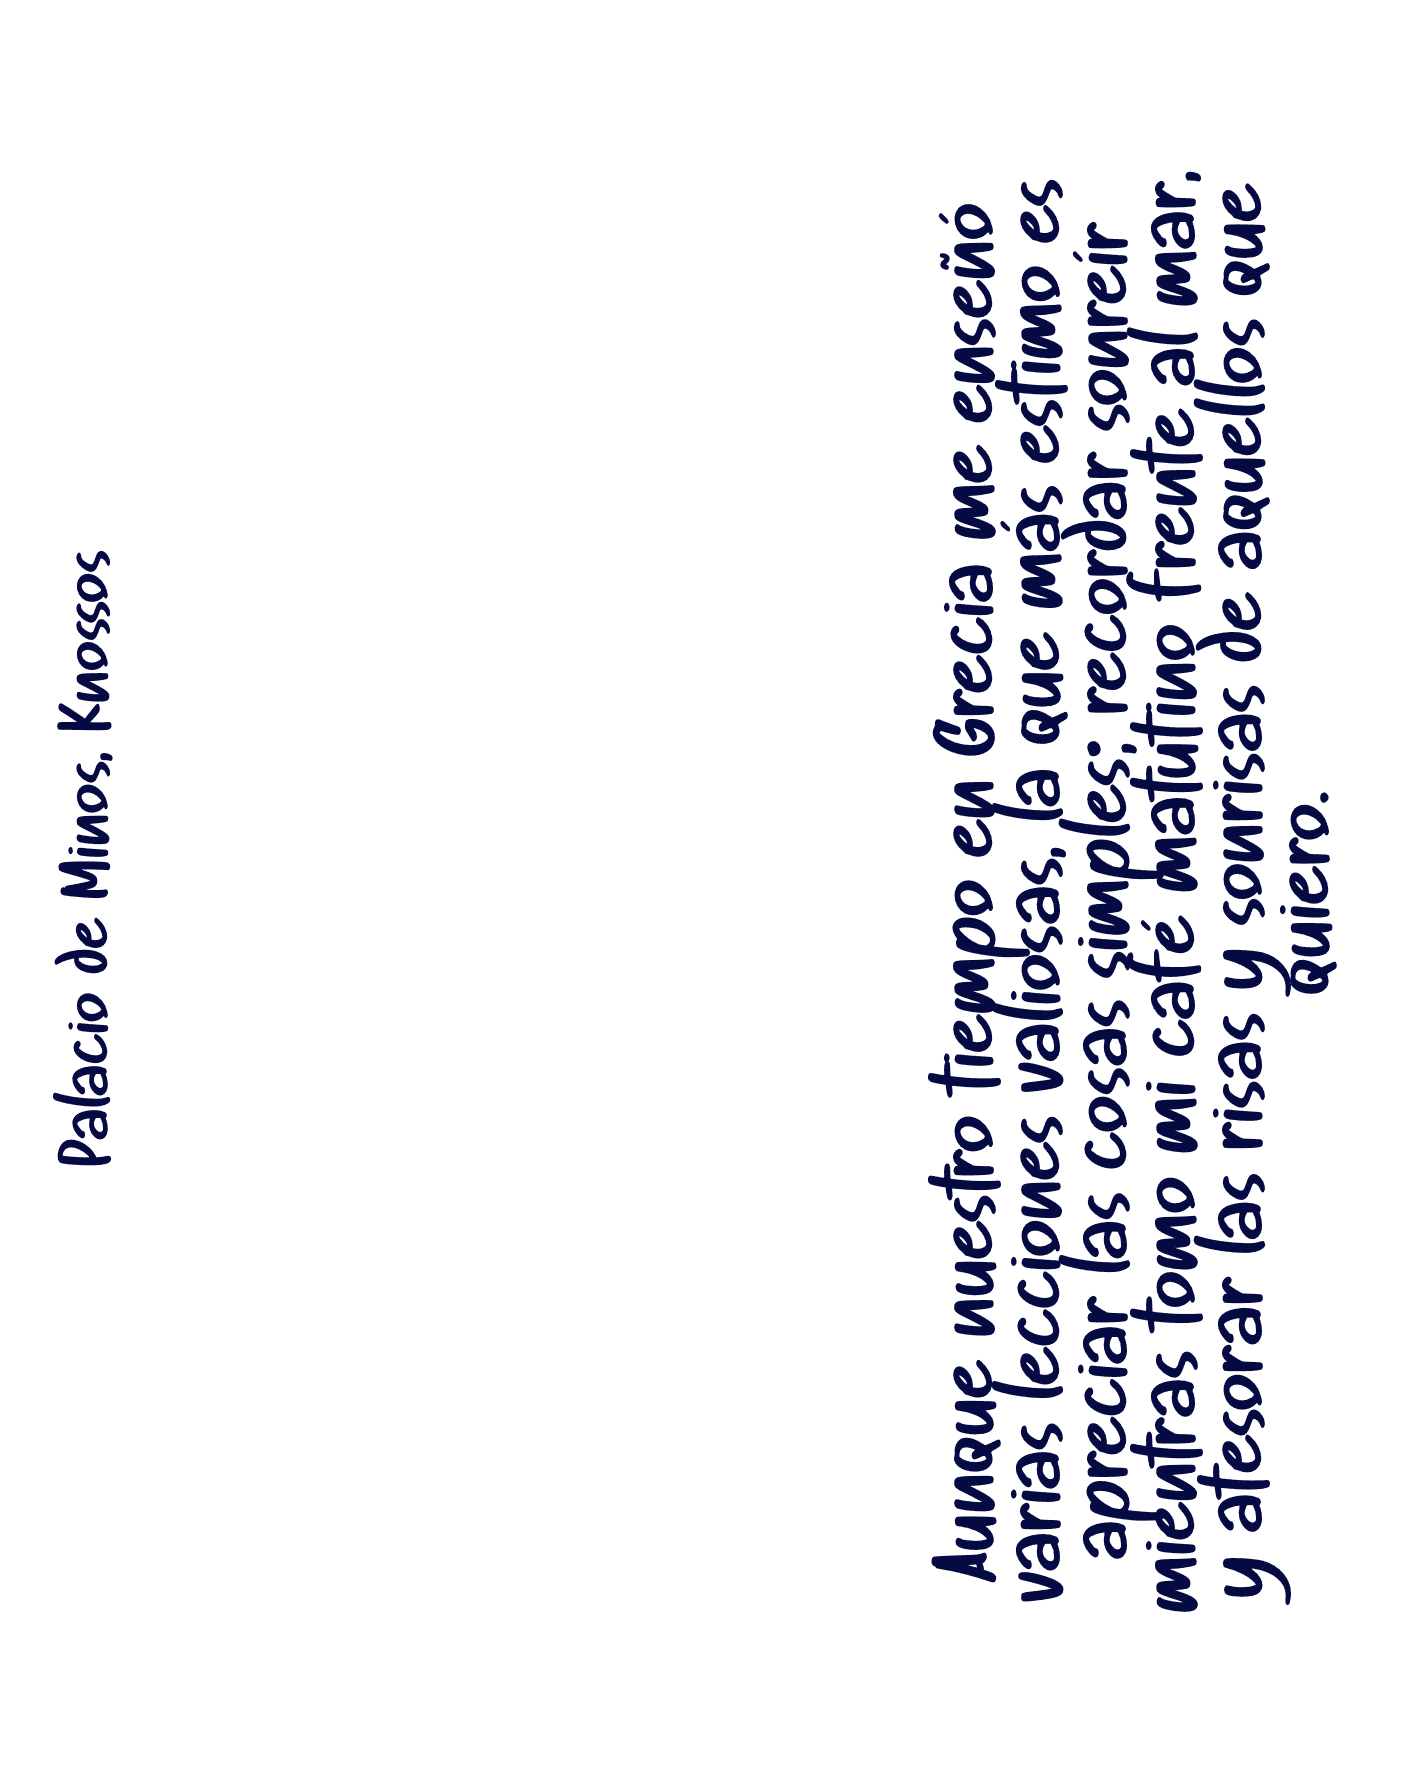 Palacio de Minos, Knossos
Aunque nuestro tiempo en Grecia me enseñó
varias lecciones valiosas, la que más estimo es
apreciar las cosas simples; recordar sonreír
mientras tomo mi café matutino frente al mar,
y atesorar las risas y sonrisas de aquellos que
quiero.